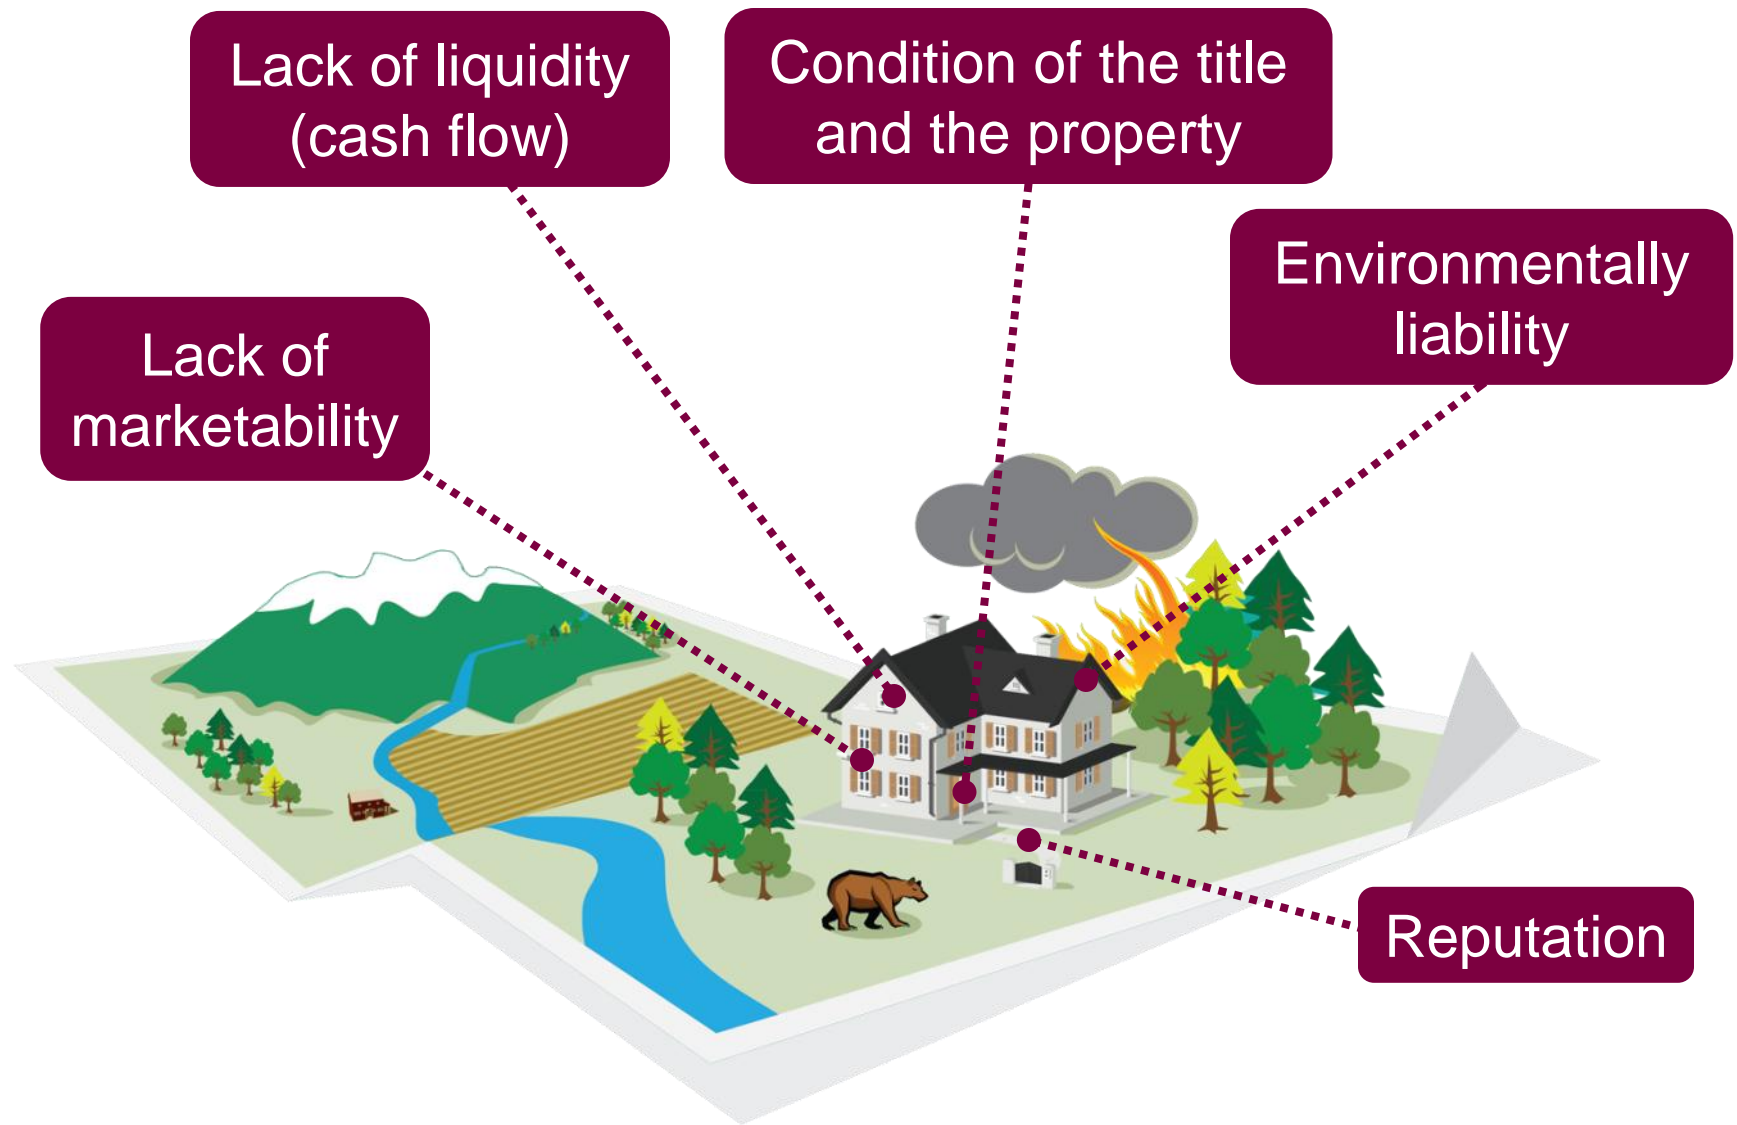 Lack of liquidity
(cash flow)
Condition of the title
and the property
Environmentally
liability
Lack of
marketability
Reputation